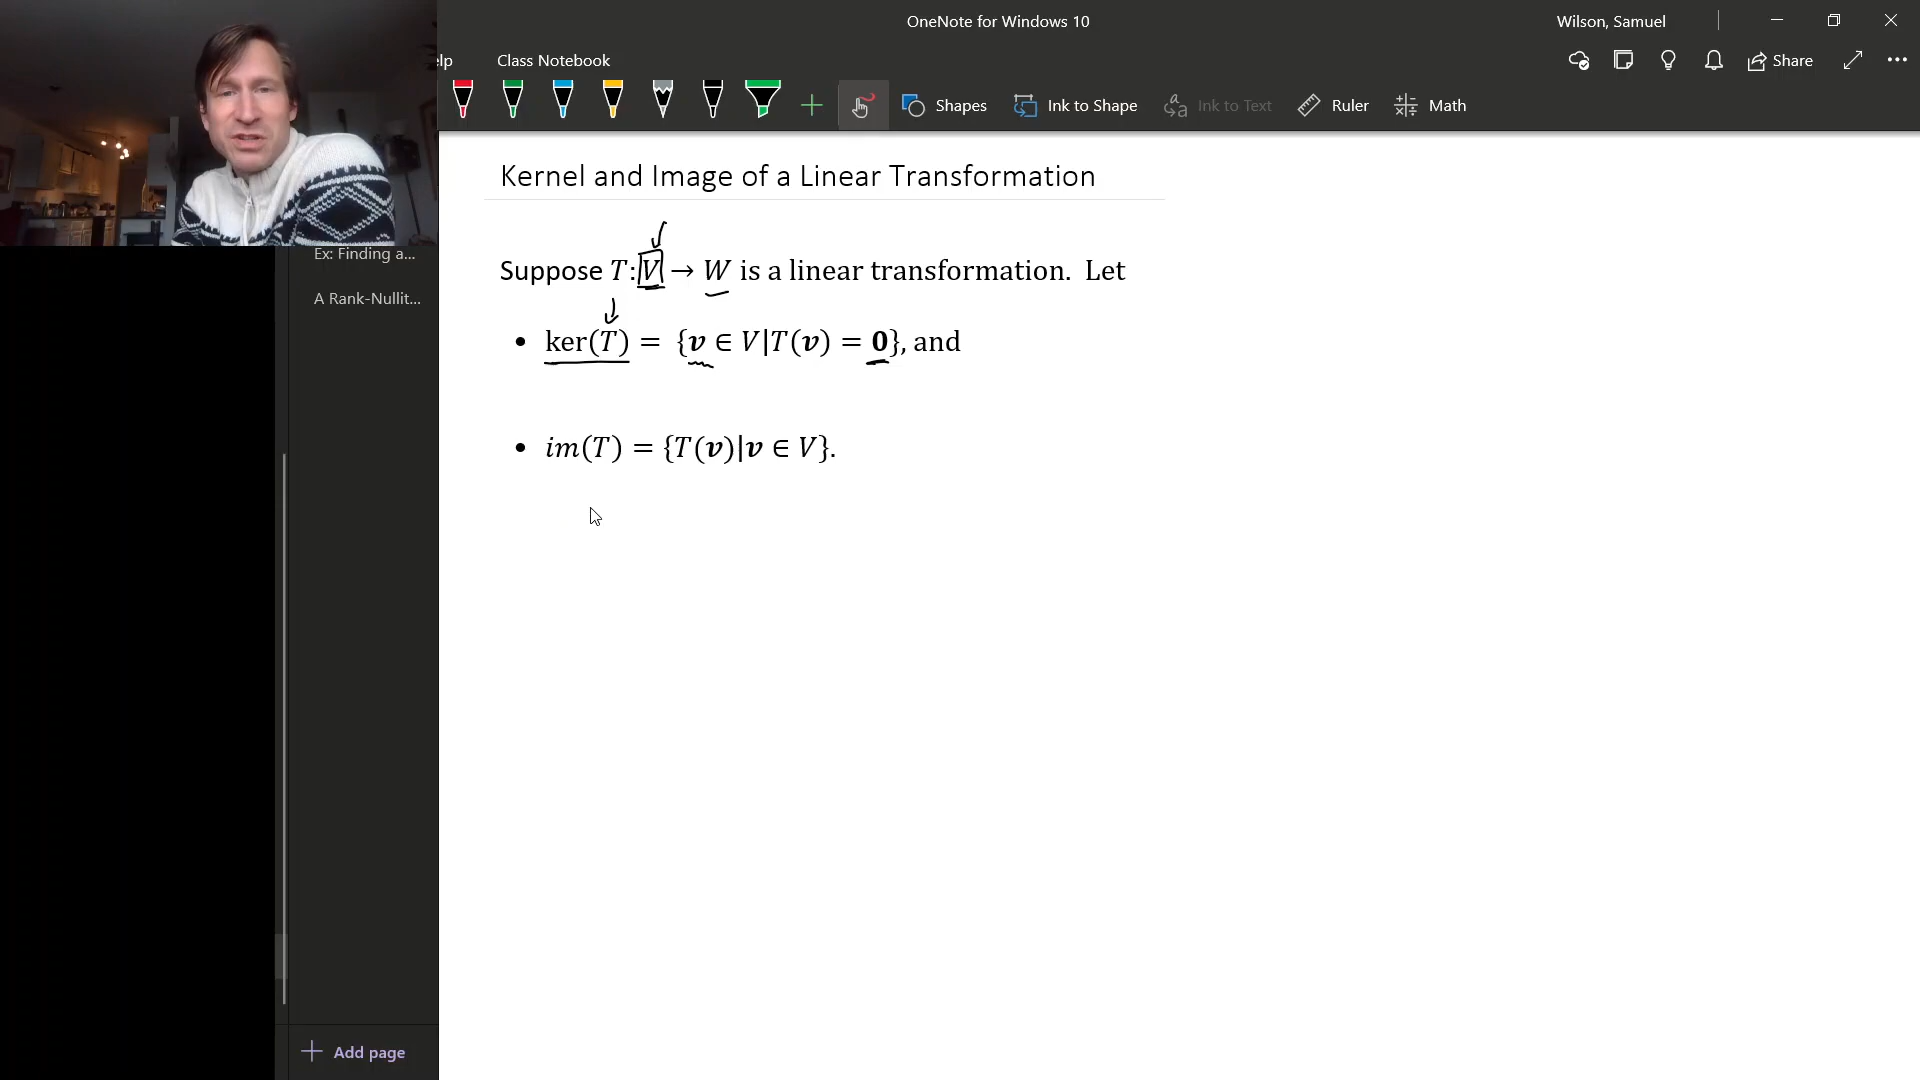 OneNote for Windows 10
Wilson, Samuel
elp Class Notebook
Share
Shapes Ink to Shape Ink to Text Ruler Math
Kernel and Image of a Linear Transformation
Ex: Finding a...
Suppose T: V → W is a linear transformation. Let
A Rank-Nullit...
• ker(T) = {v ∈ V|T(v) = 0}, and
• im(T) = {T(v)|v ∈ V}.
Add page